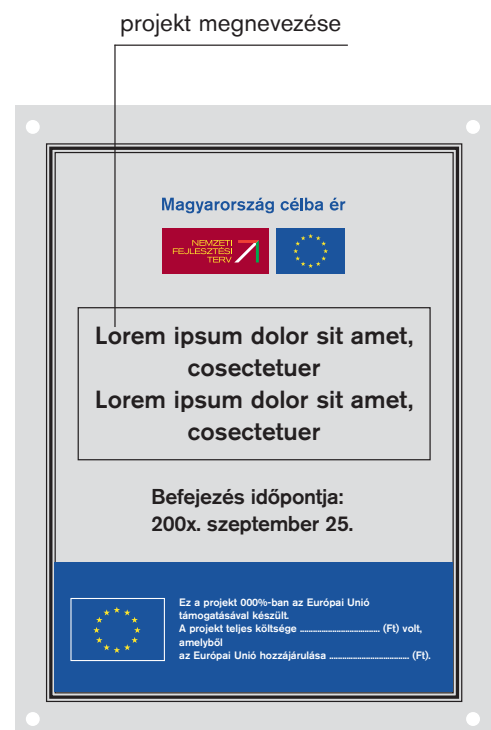 projekt megnevezése
Magyarország célba ér
NEMZETI
FEJLESZTÉSI
TERV
Lorem ipsum dolor sit amet,
cosectetuer
Lorem ipsum dolor sit amet,
cosectetuer
Befejezés időpontja:
200x. szeptember 25.
Ez a projekt 000%-ban az Európai Unió
támogatásával készült.
A projekt teljes költsége ...................................... (Ft) volt,
amelyből
az Európai Unió hozzájárulása ...................................... (Ft).